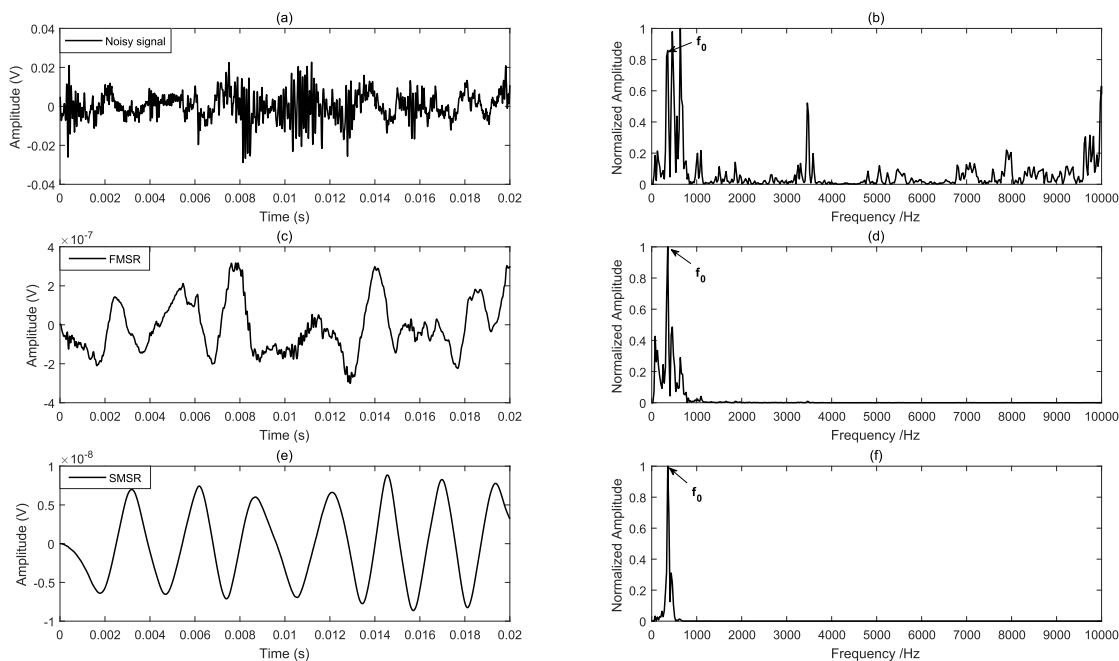 (a)
Noisy signal
Amplitude (V)
0.04
0.02
0
-0.02
-0.04
0 0.002 0.004 0.006 0.008 0.01 0.012 0.014 0.016 0.018 0.02
Time (s)
(b)
f0
Normalized Amplitude
1
0.8
0.6
0.4
0.2
0
0 1000 2000 3000 4000 5000 6000 7000 8000 9000 10000
Frequency /Hz
(c)
×10-7
FMSR
Amplitude (V)
4
2
0
-2
-4
0 0.002 0.004 0.006 0.008 0.01 0.012 0.014 0.016 0.018 0.02
Time (s)
(d)
f0
Normalized Amplitude
1
0.8
0.6
0.4
0.2
0
0 1000 2000 3000 4000 5000 6000 7000 8000 9000 10000
Frequency /Hz
(e)
×10-8
SMSR
Amplitude (V)
1
0.5
0
-0.5
-1
0 0.002 0.004 0.006 0.008 0.01 0.012 0.014 0.016 0.018 0.02
Time (s)
(f)
f0
Normalized Amplitude
1
0.8
0.6
0.4
0.2
0
0 1000 2000 3000 4000 5000 6000 7000 8000 9000 10000
Frequency /Hz